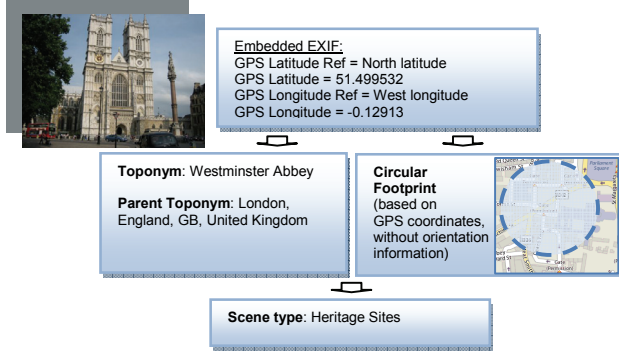 Embedded EXIF:
GPS Latitude Ref = North latitude
GPS Latitude = 51.499532
GPS Longitude Ref = West longitude
GPS Longitude = -0.12913
Toponym: Westminster Abbey
Parent Toponym: London,
England, GB, United Kingdom
Circular
Footprint
(based on
GPS coordinates,
without orientation
information)
Parliament
Square
Scene type: Heritage Sites